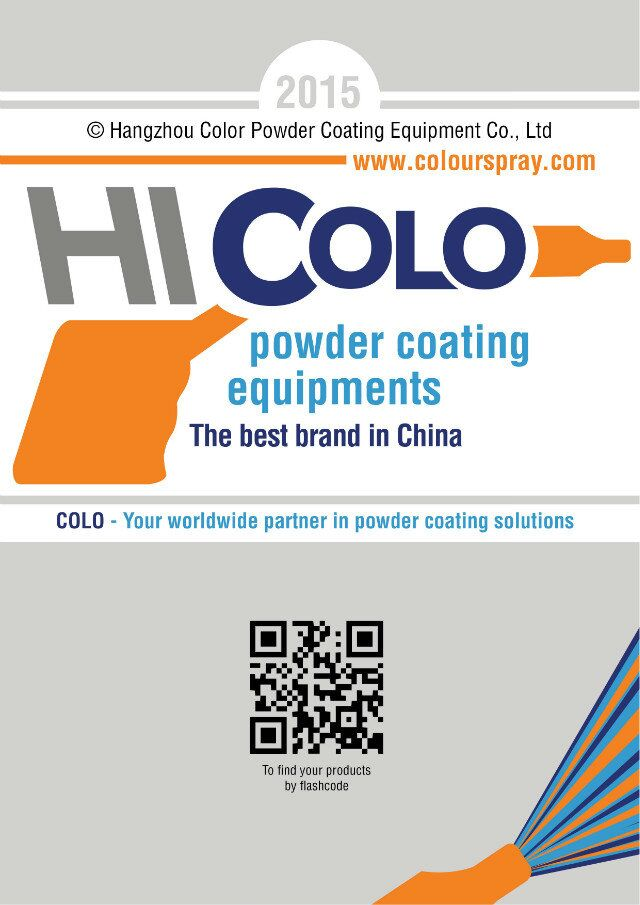 2015
© Hangzhou Color Powder Coating Equipment Co., Ltd
www.colourspray.com
HI COLO
powder coating
equipments
The best brand in China
COLO - Your worldwide partner in powder coating solutions
To find your products
by flashcode